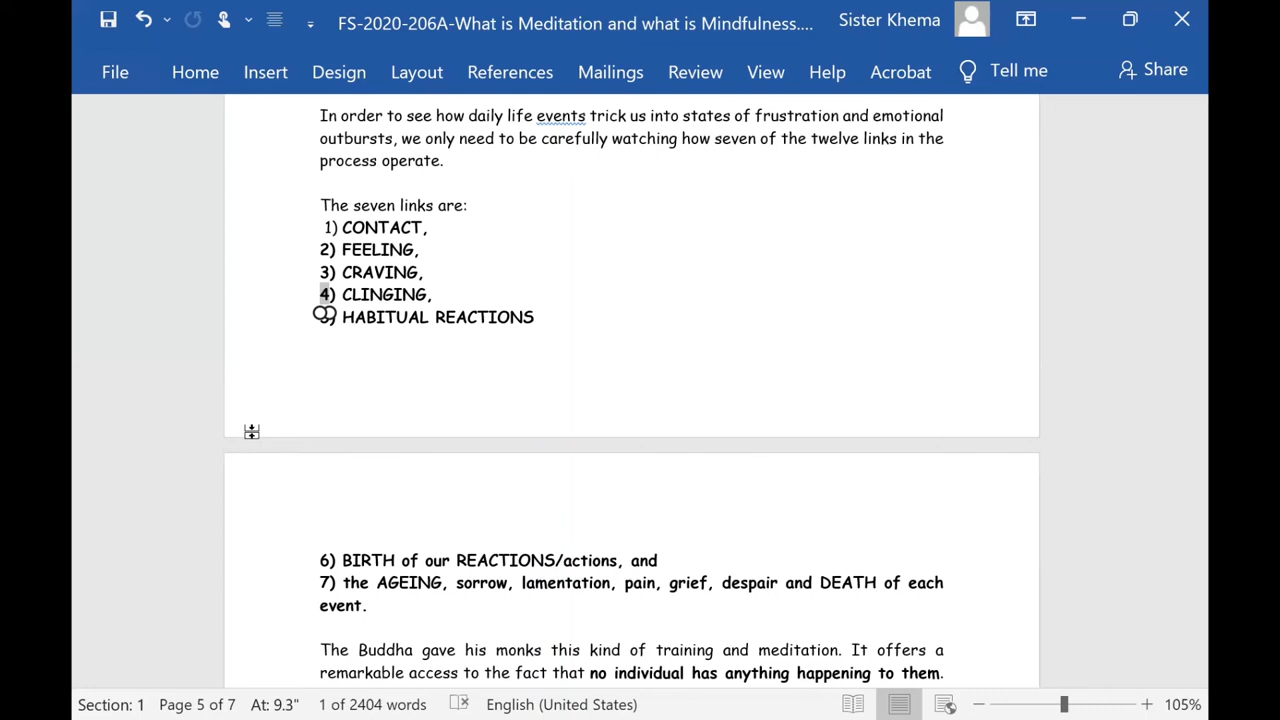 FS-2020-206A-What is Meditation and what is Mindfulness....
Sister Khema
File Home Insert Design Layout References Mailings Review View Help Acrobat Tell me Share
In order to see how daily life events trick us into states of frustration and emotional
outbursts, we only need to be carefully watching how seven of the twelve links in the
process operate.
The seven links are:
1) CONTACT,
2) FEELING,
3) CRAVING,
4) CLINGING,
HABITUAL REACTIONS
6) BIRTH of our REACTIONS/actions, and
7) the AGEING, sorrow, lamentation, pain, grief, despair and DEATH of each
event.
The Buddha gave his monks this kind of training and meditation. It offers a
remarkable access to the fact that no individual has anything happening to them.
Section: 1 Page 5 of 7 At: 9.3" 1 of 2404 words English (United States) 105%